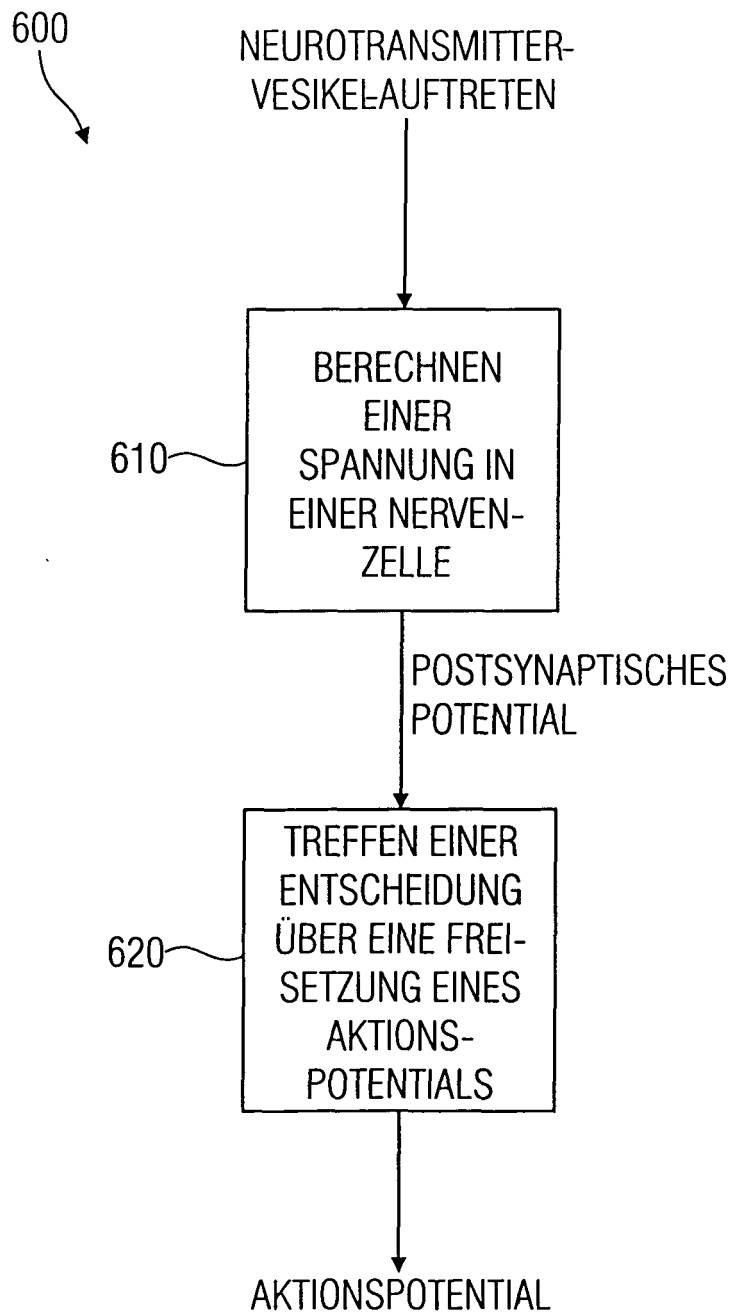 600
NEUROTRANSMITTER-
VESIKEL-AUFTRETEN
BERECHNEN
EINER
SPANNUNG IN
EINER NERVEN-
ZELLE
610
POSTSYNAPTISCHES
POTENTIAL
TREFFEN EINER
ENTSCHEIDUNG
ÜBER EINE FREI-
SETZUNG EINES
AKTIONS-
POTENTIALS
620
AKTIONSPOTENTIAL